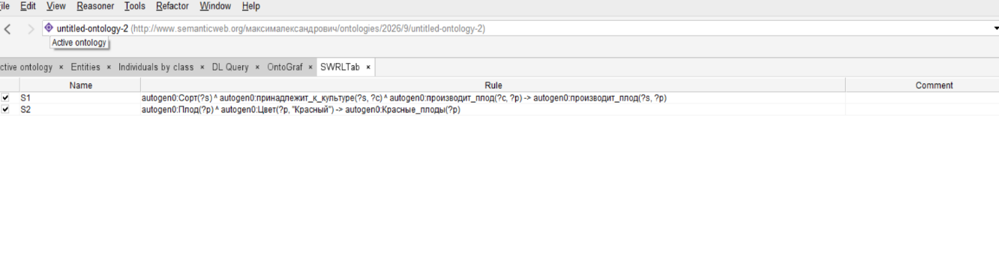 ile Edit View Reasoner Tools Refactor Window Help
untitled-ontology-2 (http://www.semanticweb.org/максималександрович/ontologies/2026/9/untitled-ontology-2)
Active ontology
ctive ontology × Entities × Individuals by class × DL Query × OntoGraf × SWRLTab ×
Name Rule Comment
S1 autogen0:Сорт(?s) ^ autogen0:принадлежит_к_культуре(?s, ?c) ^ autogen0:производит_плод(?c, ?p) -> autogen0:производит_плод(?s, ?p)
S2 autogen0:Плод(?p) ^ autogen0:Цвет(?p, "Красный") -> autogen0:Красные_плоды(?p)